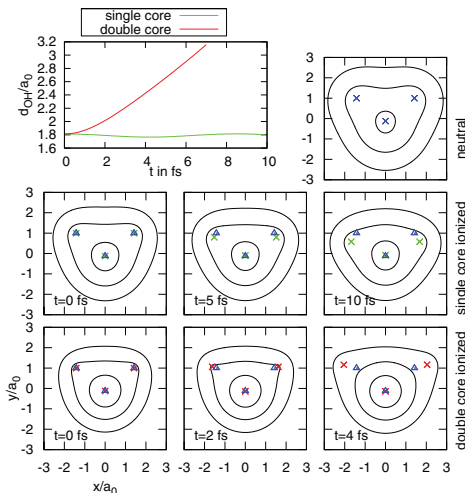 single core
double core
d_OH/a_0
3.2
3
2.8
2.6
2.4
2.2
2
1.8
1.6
0 2 4 6 8 10
t in fs
3
2
1
0
-1
-2
-3
neutral
3
2
1
0
-1
-2
-3
t=0 fs
t=5 fs
t=10 fs
single core ionized
y/a_0
3
2
1
0
-1
-2
-3
t=0 fs
t=2 fs
t=4 fs
double core ionized
-3 -2 -1 0 1 2 3
-2 -1 0 1 2 3
-3 -2 -1 0 1 2 3
x/a_0